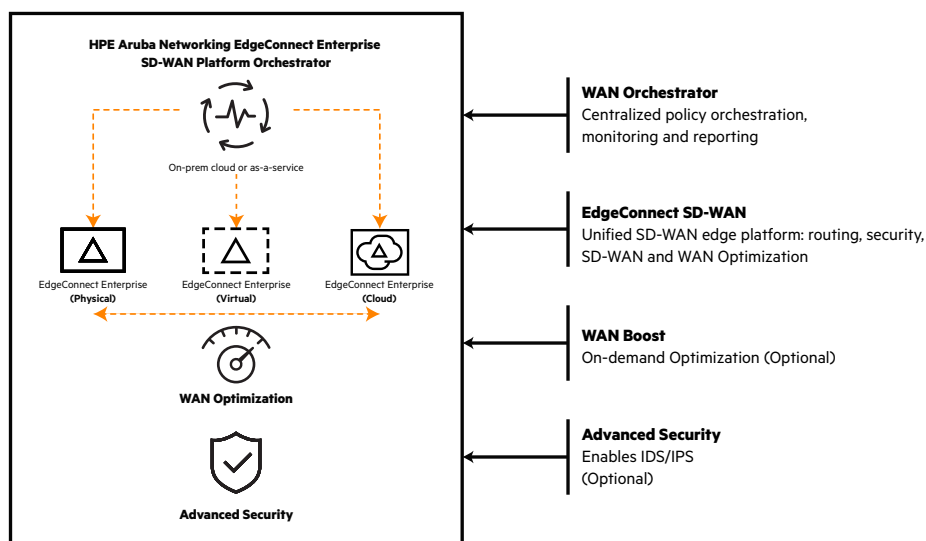 HPE Aruba Networking EdgeConnect Enterprise
SD-WAN Platform Orchestrator
On-prem cloud or as-a-service
EdgeConnect Enterprise
(Physical)
EdgeConnect Enterprise
(Virtual)
EdgeConnect Enterprise
(Cloud)
WAN Optimization
Advanced Security
WAN Orchestrator
Centralized policy orchestration,
monitoring and reporting
EdgeConnect SD-WAN
Unified SD-WAN edge platform: routing, security,
SD-WAN and WAN Optimization
WAN Boost
On-demand Optimization (Optional)
Advanced Security
Enables IDS/IPS
(Optional)